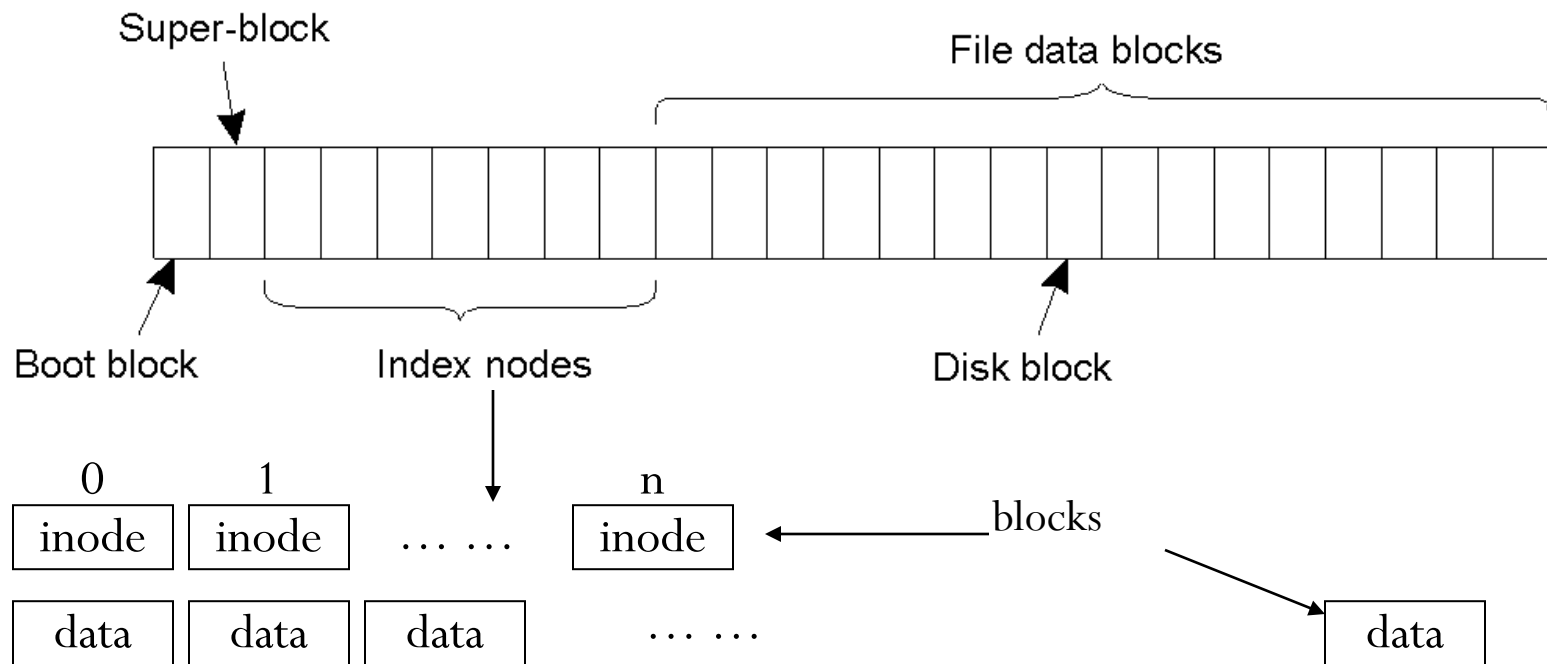 Super-block
File data blocks
Boot block
Index nodes
Disk block
0 1 n
inode inode ... ... inode
blocks
data data data ... ... data